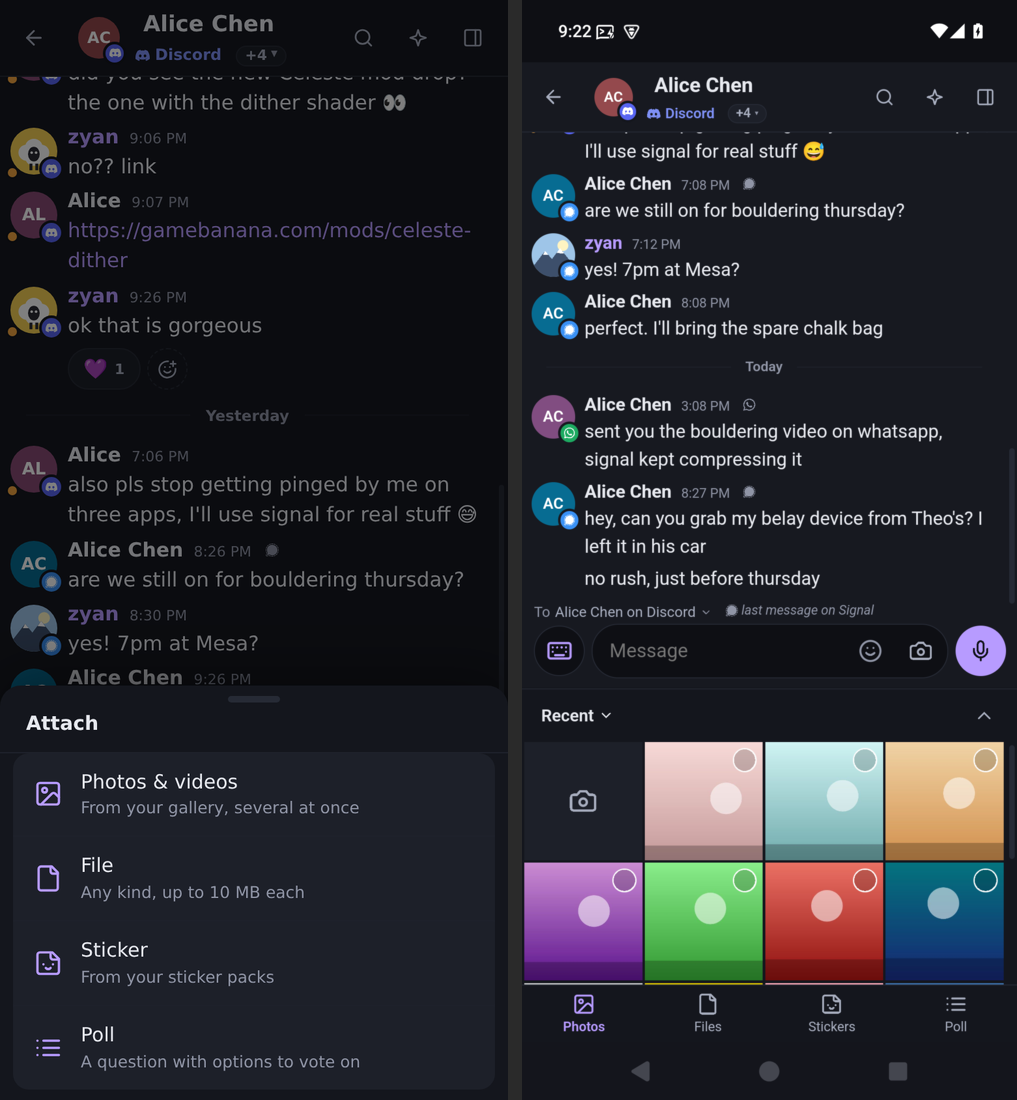 AC
Alice Chen
Discord
+4
did you see the new Celeste mod drop?
the one with the dither shader 👀
zyan 9:06 PM
no?? link
AL
Alice 9:07 PM
https://gamebanana.com/mods/celeste-
dither
zyan 9:26 PM
ok that is gorgeous
💜 1
Yesterday
AL
Alice 7:06 PM
also pls stop getting pinged by me on
three apps, I'll use signal for real stuff 😅
AC
Alice Chen 8:26 PM
are we still on for bouldering thursday?
zyan 8:30 PM
yes! 7pm at Mesa?
Alice Chen 9:26 PM
Attach
Photos & videos
From your gallery, several at once
File
Any kind, up to 10 MB each
Sticker
From your sticker packs
Poll
A question with options to vote on
9:22
AC
Alice Chen
Discord
+4
I'll use signal for real stuff 😅
AC
Alice Chen 7:08 PM
are we still on for bouldering thursday?
zyan 7:12 PM
yes! 7pm at Mesa?
AC
Alice Chen 8:08 PM
perfect. I'll bring the spare chalk bag
Today
AC
Alice Chen 3:08 PM
sent you the bouldering video on whatsapp,
signal kept compressing it
AC
Alice Chen 8:27 PM
hey, can you grab my belay device from Theo's? I
left it in his car
no rush, just before thursday
To Alice Chen on Discord last message on Signal
Message
Recent
Photos
Files
Stickers
Poll